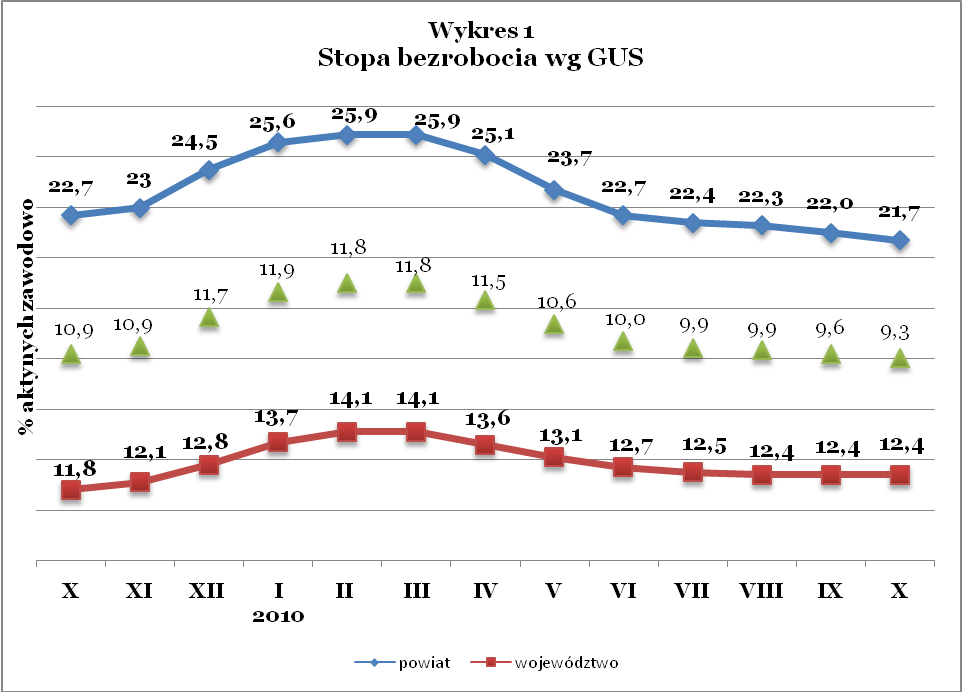 Wykres 1
Stopa bezrobocia wg GUS
% aktynych zawodowo
22,7 23 24,5 25,6 25,9 25,9 25,1 23,7 22,7 22,4 22,3 22,0 21,7
10,9 10,9 11,7 11,9 11,8 11,8 11,5 10,6 10,0 9,9 9,9 9,6 9,3
11,8 12,1 12,8 13,7 14,1 14,1 13,6 13,1 12,7 12,5 12,4 12,4 12,4
X XI XII I II III IV V VI VII VIII IX X
2010
powiat województwo